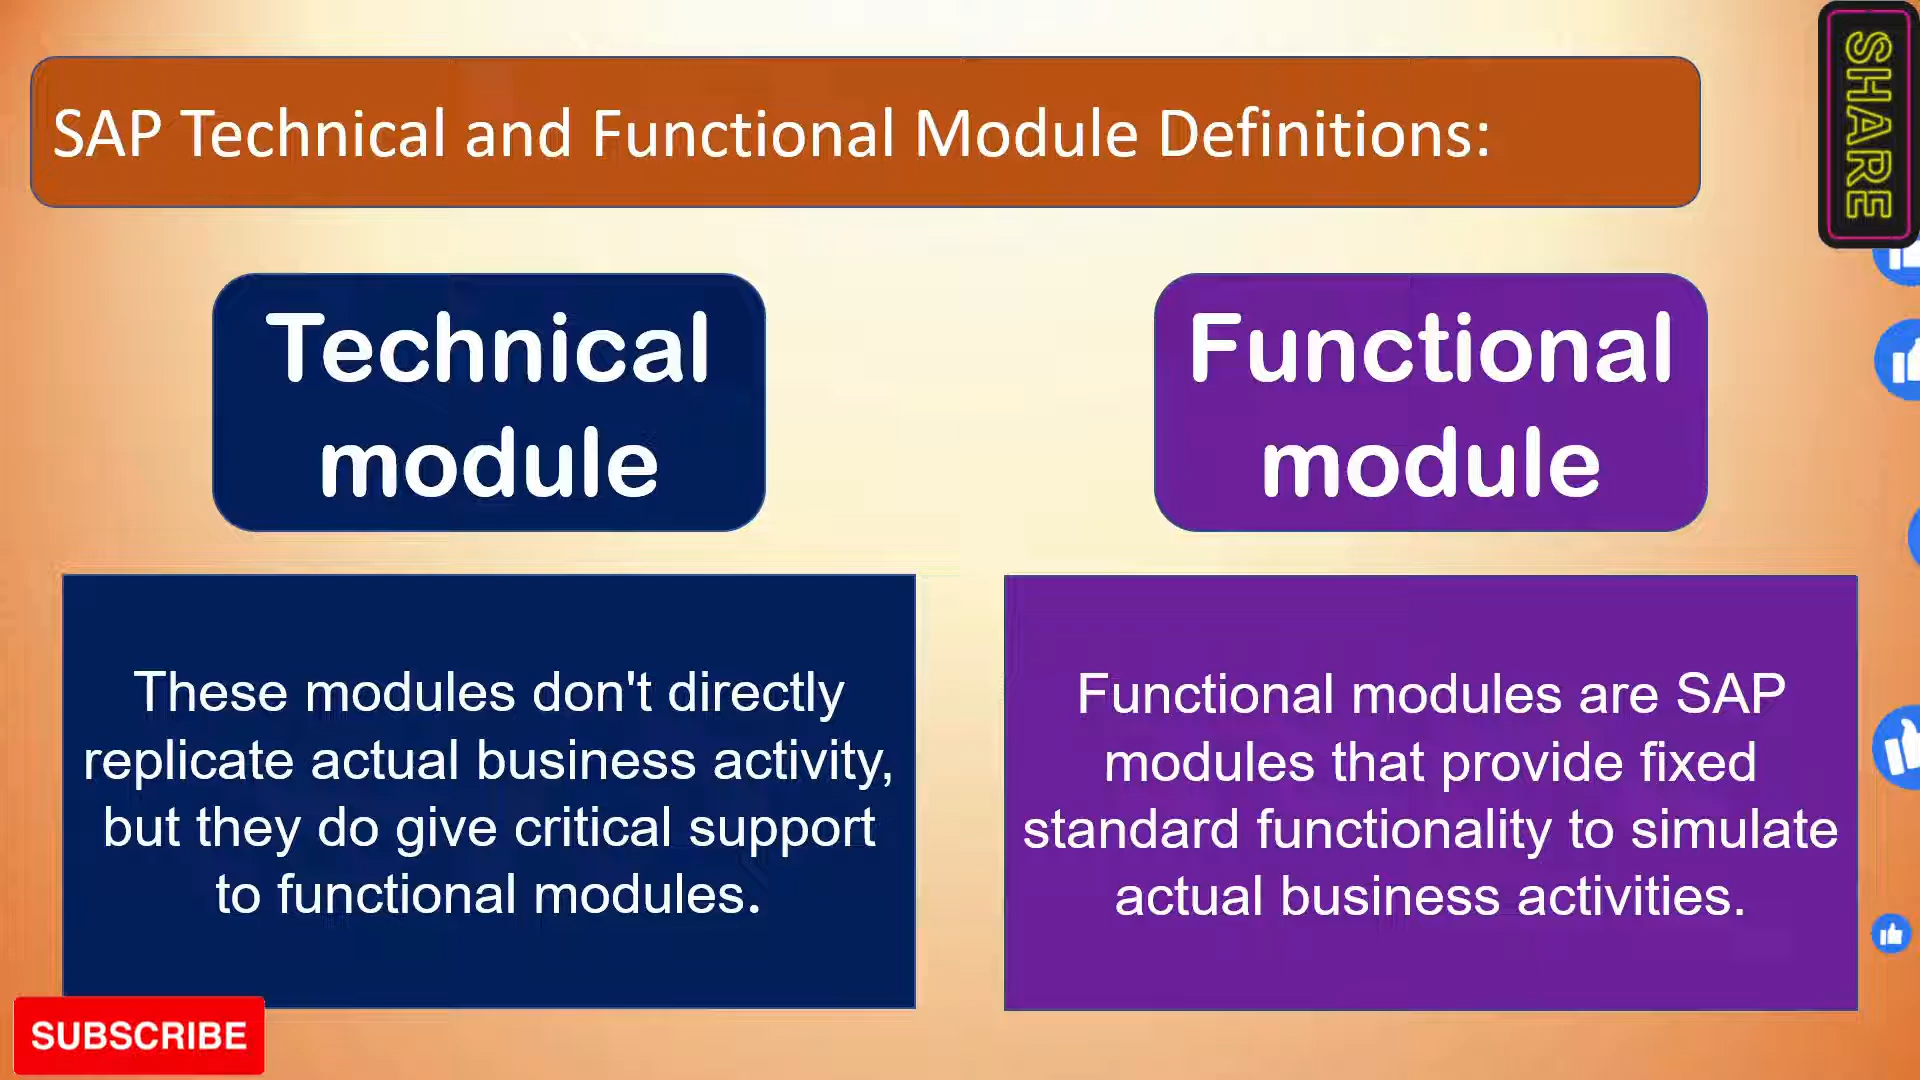 SAP Technical and Functional Module Definitions:
SHARE
Technical
module
Functional
module
These modules don't directly
replicate actual business activity,
but they do give critical support
to functional modules.
Functional modules are SAP
modules that provide fixed
standard functionality to simulate
actual business activities.
SUBSCRIBE